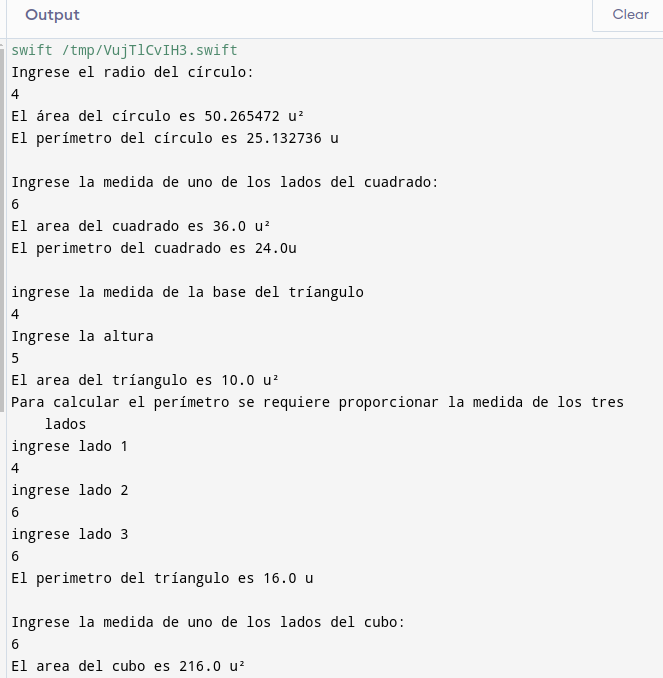 Output
Clear
swift /tmp/VujTlCvIH3.swift
Ingrese el radio del círculo:
4
El área del círculo es 50.265472 u²
El perímetro del círculo es 25.132736 u
Ingrese la medida de uno de los lados del cuadrado:
6
El area del cuadrado es 36.0 u²
El perimetro del cuadrado es 24.0u
ingrese la medida de la base del tríangulo
4
Ingrese la altura
5
El area del tríangulo es 10.0 u²
Para calcular el perímetro se requiere proporcionar la medida de los tres
lados
ingrese lado 1
4
ingrese lado 2
6
ingrese lado 3
6
El perimetro del tríangulo es 16.0 u
Ingrese la medida de uno de los lados del cubo:
6
El area del cubo es 216.0 u²